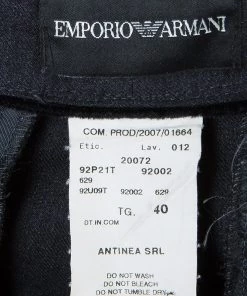 EMPORIO ARMANI
COM. PROD/2007/01664
Etic. Lav. 012
20072
92P21T 92002
629
92U09T 92002 629
TG. 40
DT.IN COM.
ANTINEA SRL
DO NOT WASH
DO NOT BLEACH
DO NOT TUMBLE DRY